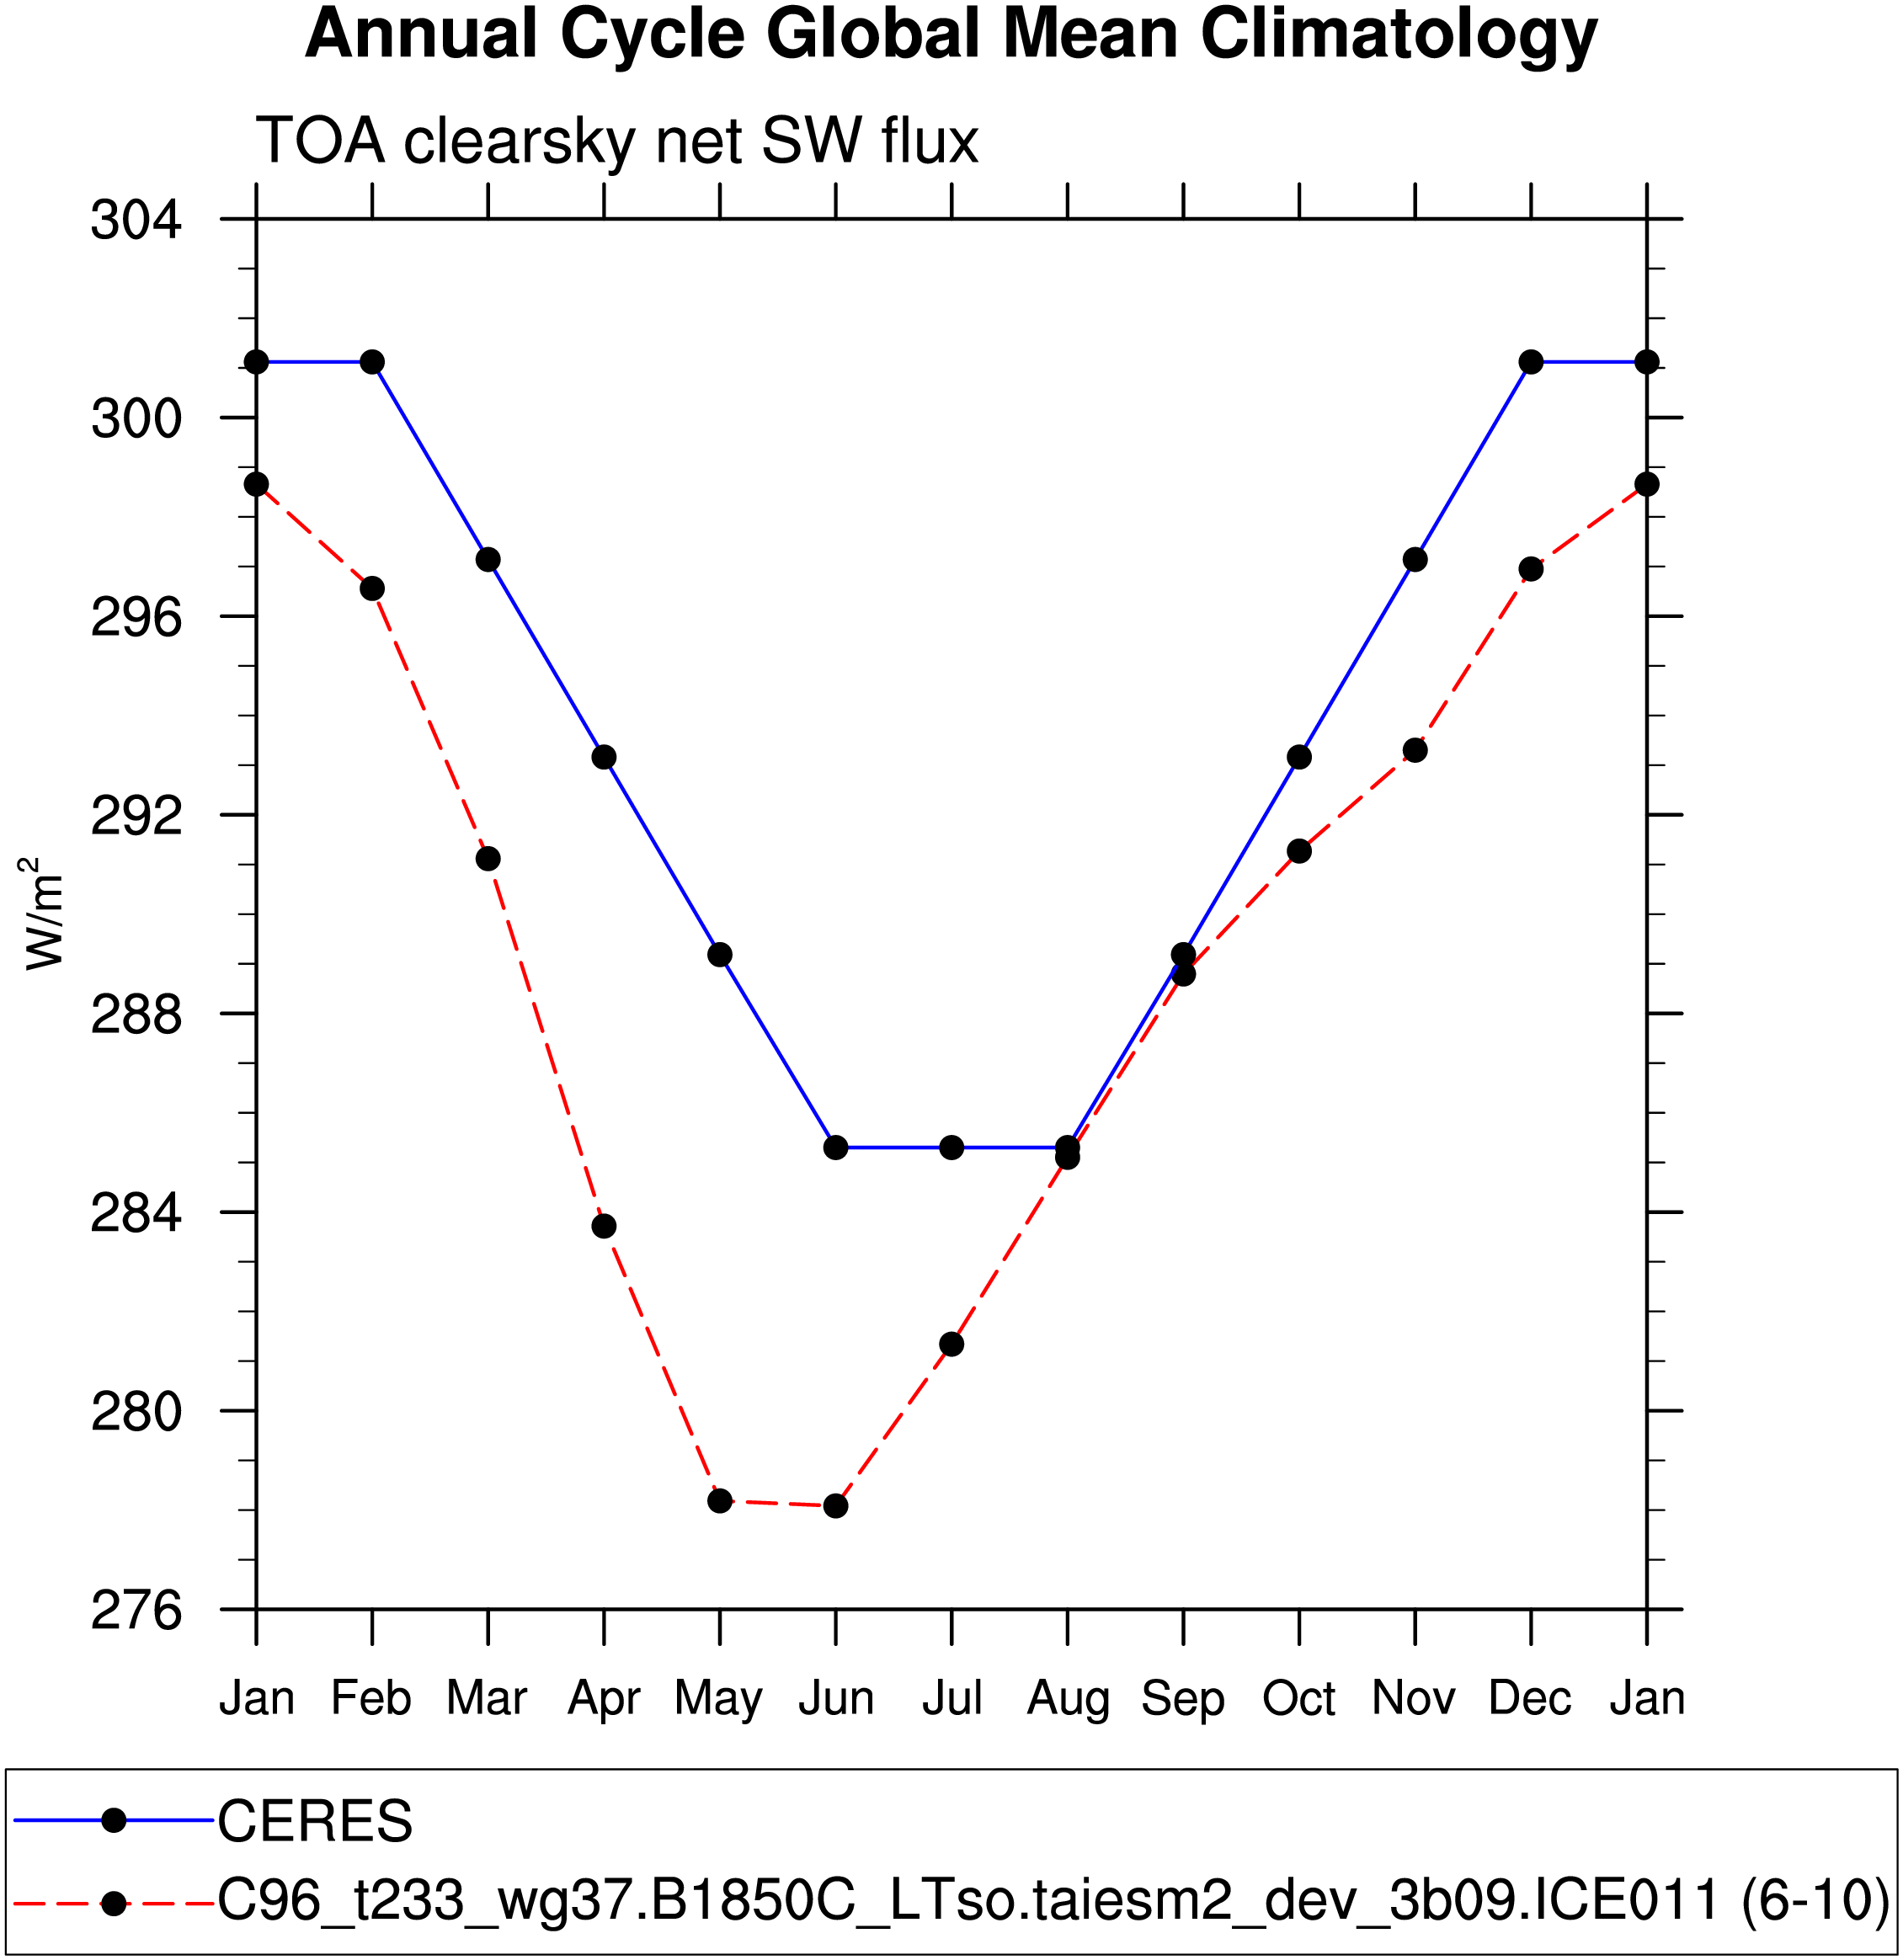 Annual Cycle Global Mean Climatology
TOA clearsky net SW flux
304
300
296
292
288
284
280
276
W/m²
Jan Feb Mar Apr May Jun Jul Aug Sep Oct Nov Dec Jan
CERES
C96_t233_wg37.B1850C_LTso.taiesm2_dev_3b09.ICE011 (6-10)